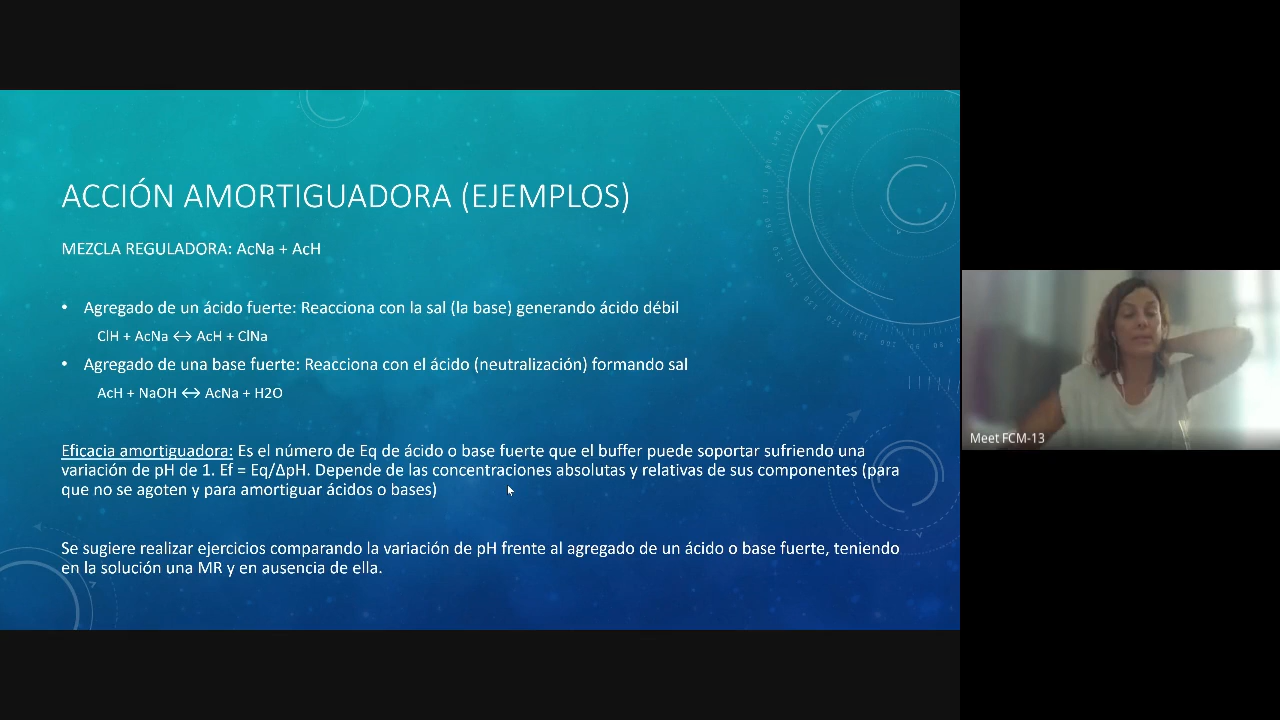 ACCIÓN AMORTIGUADORA (EJEMPLOS)
MEZCLA REGULADORA: AcNa + AcH
• Agregado de un ácido fuerte: Reacciona con la sal (la base) generando ácido débil
ClH + AcNa ↔ AcH + ClNa
• Agregado de una base fuerte: Reacciona con el ácido (neutralización) formando sal
AcH + NaOH ↔ AcNa + H2O
Eficacia amortiguadora: Es el número de Eq de ácido o base fuerte que el buffer puede soportar sufriendo una
variación de pH de 1. Ef = Eq/ΔpH. Depende de las concentraciones absolutas y relativas de sus componentes (para
que no se agoten y para amortiguar ácidos o bases)
Se sugiere realizar ejercicios comparando la variación de pH frente al agregado de un ácido o base fuerte, teniendo
en la solución una MR y en ausencia de ella.
Meet FCM-13